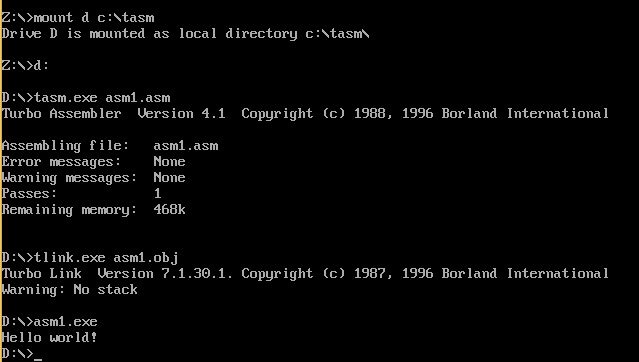 Z:\>mount d c:\tasm
Drive D is mounted as local directory c:\tasm\
Z:\>d:
D:\>tasm.exe asm1.asm
Turbo Assembler  Version 4.1  Copyright (c) 1988, 1996 Borland International
Assembling file:   asm1.asm
Error messages:    None
Warning messages:  None
Passes:            1
Remaining memory:  468k
D:\>tlink.exe asm1.obj
Turbo Link  Version 7.1.30.1. Copyright (c) 1987, 1996 Borland International
Warning: No stack
D:\>asm1.exe
Hello world!
D:\>_